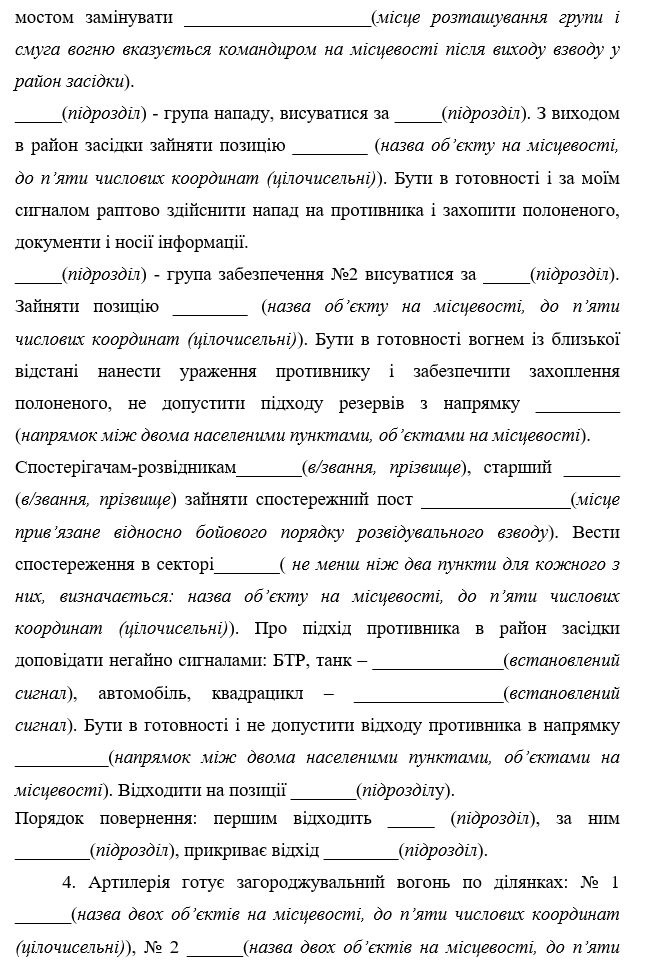 мостом замінувати ____________________(місце розташування групи і
смуга вогню вказується командиром на місцевості після виходу взводу у
район засідки).
_____(підрозділ) - група нападу, висуватися за _____(підрозділ). З виходом
в район засідки зайняти позицію ________ (назва об’єкту на місцевості,
до п’яти числових координат (цілочисельні)). Бути в готовності і за моїм
сигналом раптово здійснити напад на противника і захопити полоненого,
документи і носії інформації.
_____(підрозділ) - група забезпечення №2 висуватися за _____(підрозділ).
Зайняти позицію ________ (назва об’єкту на місцевості, до п’яти
числових координат (цілочисельні)). Бути в готовності вогнем із близької
відстані нанести ураження противнику і забезпечити захоплення
полоненого, не допустити підходу резервів з напрямку _________
(напрямок між двома населеними пунктами, об’єктами на місцевості).
Спостерігачам-розвідникам_______(в/звання, прізвище), старший ______
(в/звання, прізвище) зайняти спостережний пост ________________(місце
прив’язане відносно бойового порядку розвідувального взводу). Вести
спостереження в секторі_______( не менш ніж два пункти для кожного з
них, визначається: назва об’єкту на місцевості, до п’яти числових
координат (цілочисельні)). Про підхід противника в район засідки
доповідати негайно сигналами: БТР, танк – ______________(встановлений
сигнал), автомобіль, квадрацикл – ________________(встановлений
сигнал). Бути в готовності і не допустити відходу противника в напрямку
__________(напрямок між двома населеними пунктами, об’єктами на
місцевості). Відходити на позиції _______(підрозділу).
Порядок повернення: першим відходить _____ (підрозділ), за ним
________(підрозділ), прикриває відхід ________(підрозділ).
4. Артилерія готує загороджувальний вогонь по ділянках: № 1
______(назва двох об’єктів на місцевості, до п’яти числових координат
(цілочисельні)), № 2 ______(назва двох об’єктів на місцевості, до п’яти